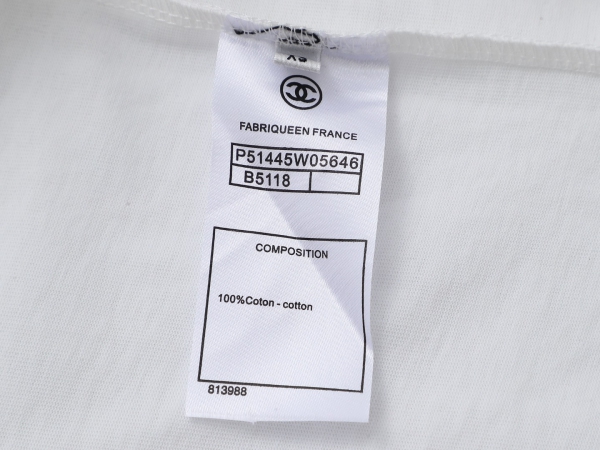 FABRIQUEEN FRANCE
P51445W05646
B5118
COMPOSITION
100%Coton - cotton
813988